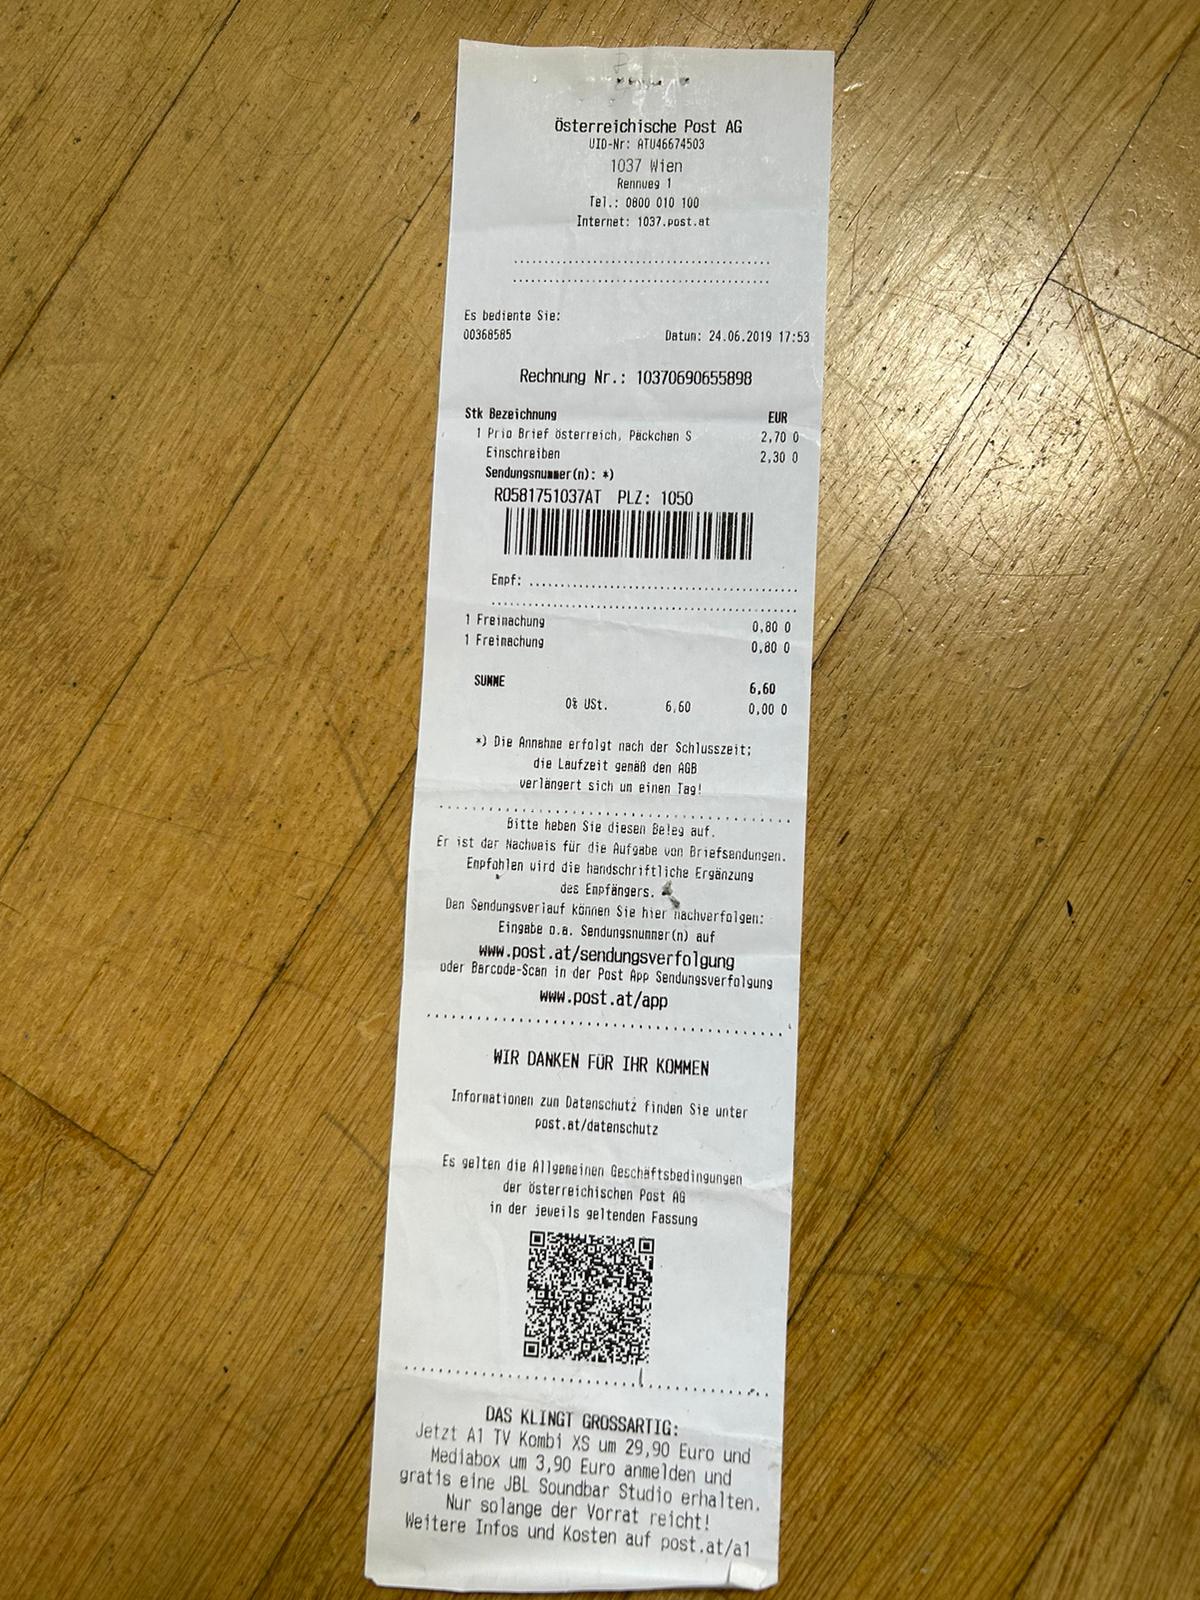 Österreichische Post AG
UID-Nr: ATU46674503
1037 Wien
Rennweg 1
Tel.: 0800 010 100
Internet: 1037.post.at
Es bediente Sie:
00368585 Datum: 24.06.2019 17:53
Rechnung Nr.: 10370690655898
Stk Bezeichnung EUR
1 Prio Brief Österreich, Päckchen S 2,70 0
Einschreiben 2,30 0
Sendungsnummer(n): *)
RO581751037AT PLZ: 1050
Empf: ..........................................
1 Freimachung 0,80 0
1 Freimachung 0,80 0
SUMME 6,60
0% USt. 6,60 0,00 0
*) Die Annahme erfolgt nach der Schlusszeit;
die Laufzeit gemäß den AGB
verlängert sich um einen Tag!
Bitte heben Sie diesen Beleg auf.
Er ist der Nachweis für die Aufgabe von Briefsendungen.
Empfohlen wird die handschriftliche Ergänzung
des Empfängers.
Den Sendungsverlauf können Sie hier nachverfolgen:
Eingabe o.a. Sendungsnummer(n) auf
www.post.at/sendungsverfolgung
oder Barcode-Scan in der Post App Sendungsverfolgung
www.post.at/app
WIR DANKEN FÜR IHR KOMMEN
Informationen zum Datenschutz finden Sie unter
post.at/datenschutz
Es gelten die Allgemeinen Geschäftsbedingungen
der Österreichischen Post AG
in der jeweils geltenden Fassung
DAS KLINGT GROSSARTIG:
Jetzt A1 TV Kombi XS um 29,90 Euro und
Mediabox um 3,90 Euro anmelden und
gratis eine JBL Soundbar Studio erhalten.
Nur solange der Vorrat reicht!
Weitere Infos und Kosten auf post.at/a1